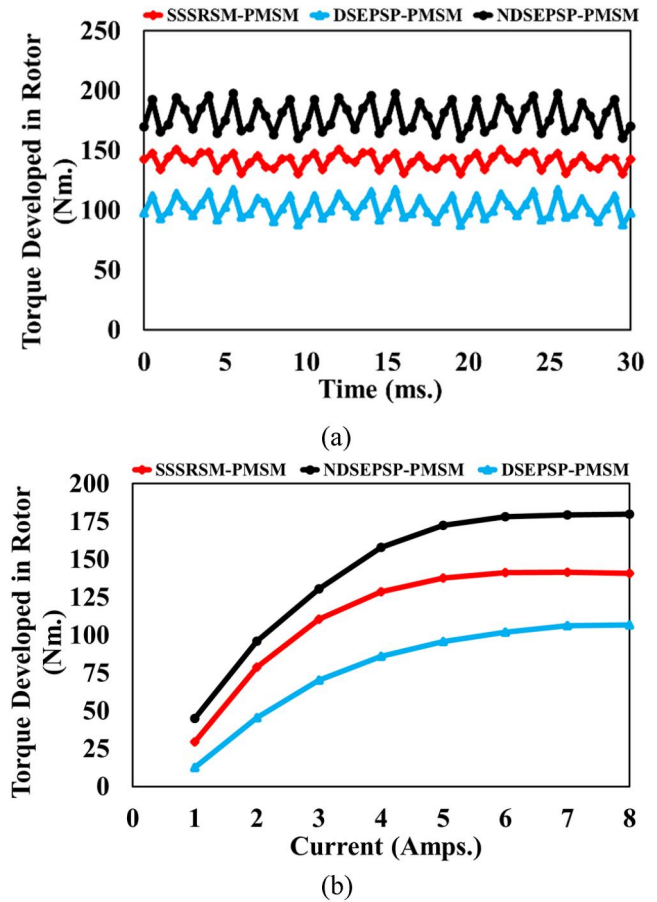 SSSRSM-PMSM DSEPSP-PMSM NDSEPSP-PMSM
Torque Developed in Rotor
(Nm.)
250
200
150
100
50
0
0 5 10 15 20 25 30
Time (ms.)
(a)
SSSRSM-PMSM NDSEPSP-PMSM DSEPSP-PMSM
Torque Developed in Rotor
(Nm.)
200
175
150
125
100
75
50
25
0
1 2 3 4 5 6 7 8
Current (Amps.)
(b)